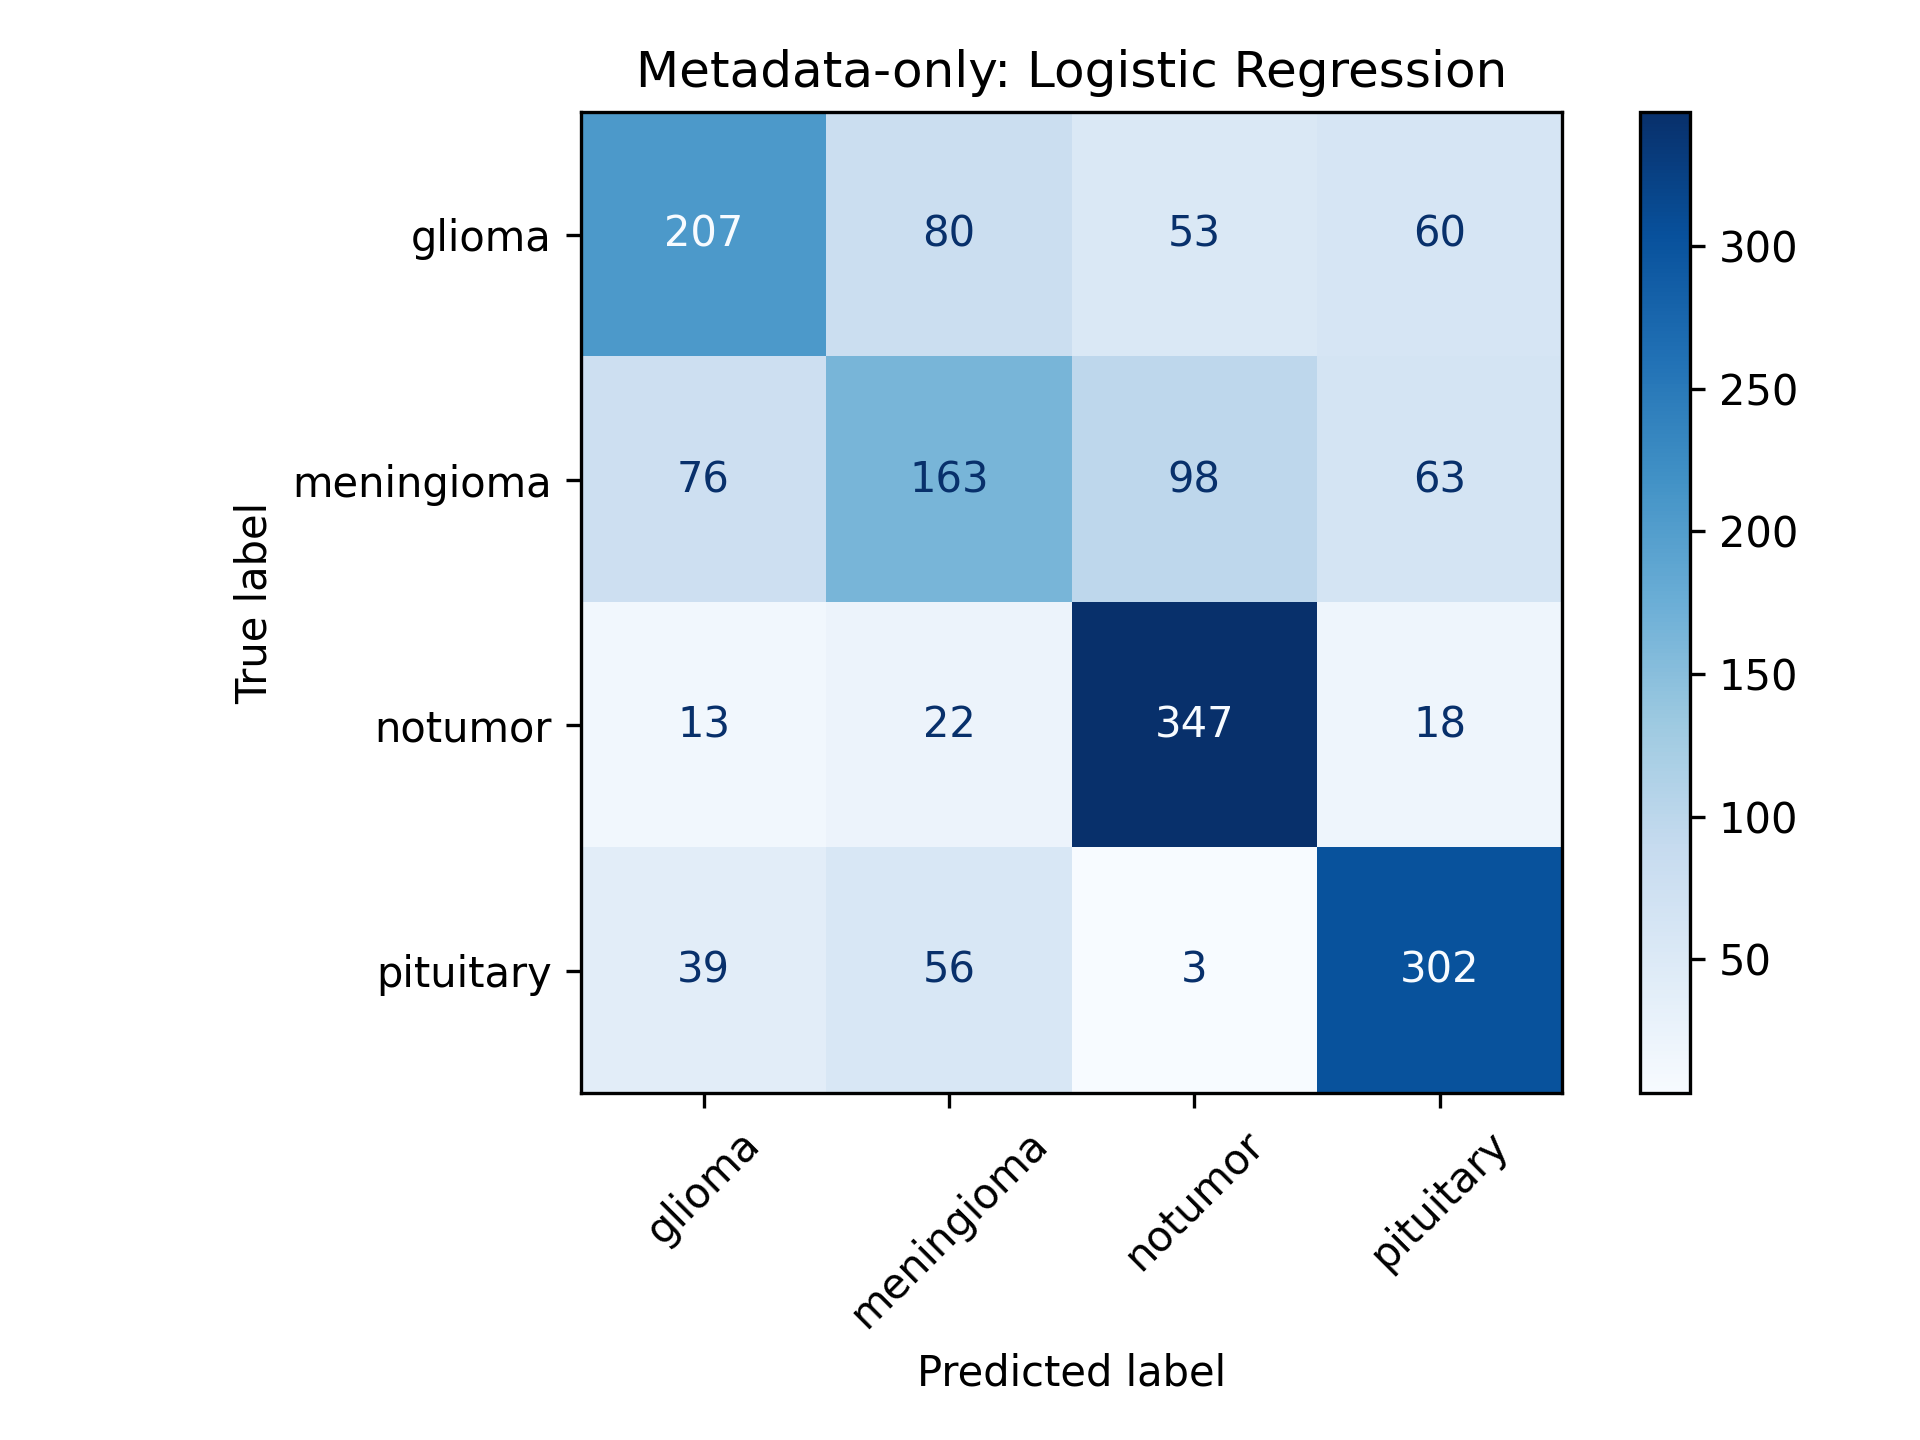 Metadata-only: Logistic Regression
glioma 207 80 53 60
meningioma 76 163 98 63
notumor 13 22 347 18
pituitary 39 56 3 302
True label
glioma meningioma notumor pituitary
Predicted label
300
250
200
150
100
50